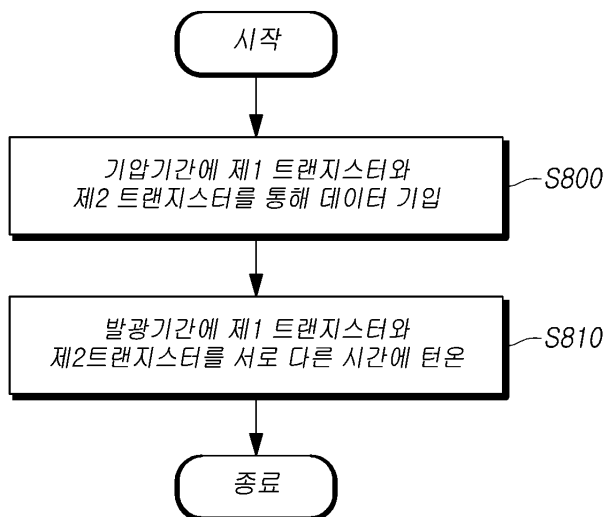 시작
기압기간에 제1 트랜지스터와
제2 트랜지스터를 통해 데이터 기입
S800
발광기간에 제1 트랜지스터와
제2트랜지스터를 서로 다른 시간에 턴온
S810
종료